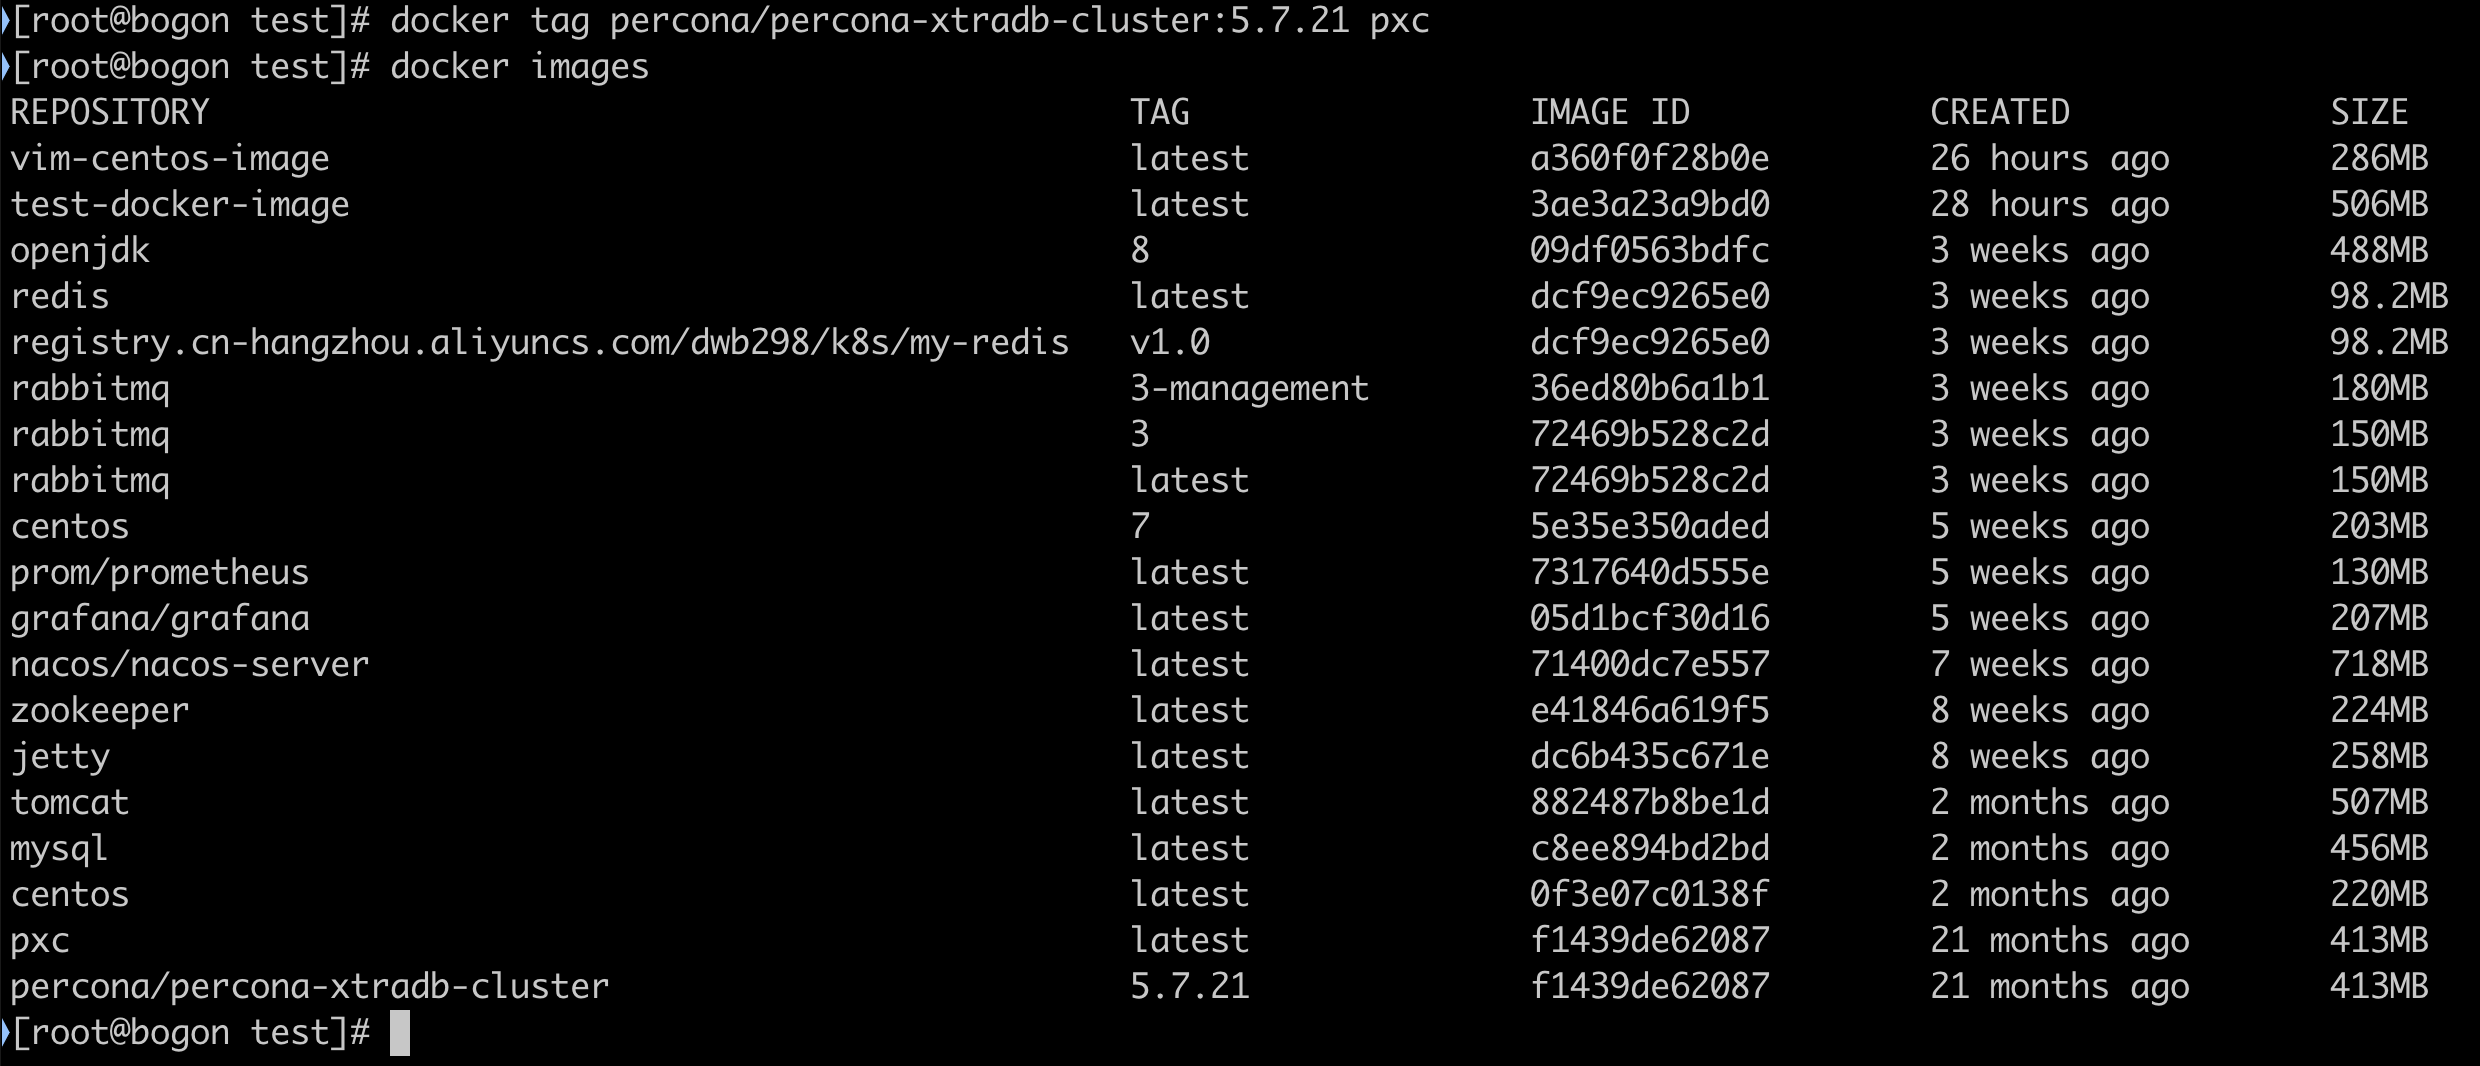 [root@bogon test]# docker tag percona/percona-xtradb-cluster:5.7.21 pxc
[root@bogon test]# docker images
REPOSITORY TAG IMAGE ID CREATED SIZE
vim-centos-image latest a360f0f28b0e 26 hours ago 286MB
test-docker-image latest 3ae3a23a9bd0 28 hours ago 506MB
openjdk 8 09df0563bdfc 3 weeks ago 488MB
redis latest dcf9ec9265e0 3 weeks ago 98.2MB
registry.cn-hangzhou.aliyuncs.com/dwb298/k8s/my-redis v1.0 dcf9ec9265e0 3 weeks ago 98.2MB
rabbitmq 3-management 36ed80b6a1b1 3 weeks ago 180MB
rabbitmq 3 72469b528c2d 3 weeks ago 150MB
rabbitmq latest 72469b528c2d 3 weeks ago 150MB
centos 7 5e35e350aded 5 weeks ago 203MB
prom/prometheus latest 7317640d555e 5 weeks ago 130MB
grafana/grafana latest 05d1bcf30d16 5 weeks ago 207MB
nacos/nacos-server latest 71400dc7e557 7 weeks ago 718MB
zookeeper latest e41846a619f5 8 weeks ago 224MB
jetty latest dc6b435c671e 8 weeks ago 258MB
tomcat latest 882487b8be1d 2 months ago 507MB
mysql latest c8ee894bd2bd 2 months ago 456MB
centos latest 0f3e07c0138f 2 months ago 220MB
pxc latest f1439de62087 21 months ago 413MB
percona/percona-xtradb-cluster 5.7.21 f1439de62087 21 months ago 413MB
[root@bogon test]#